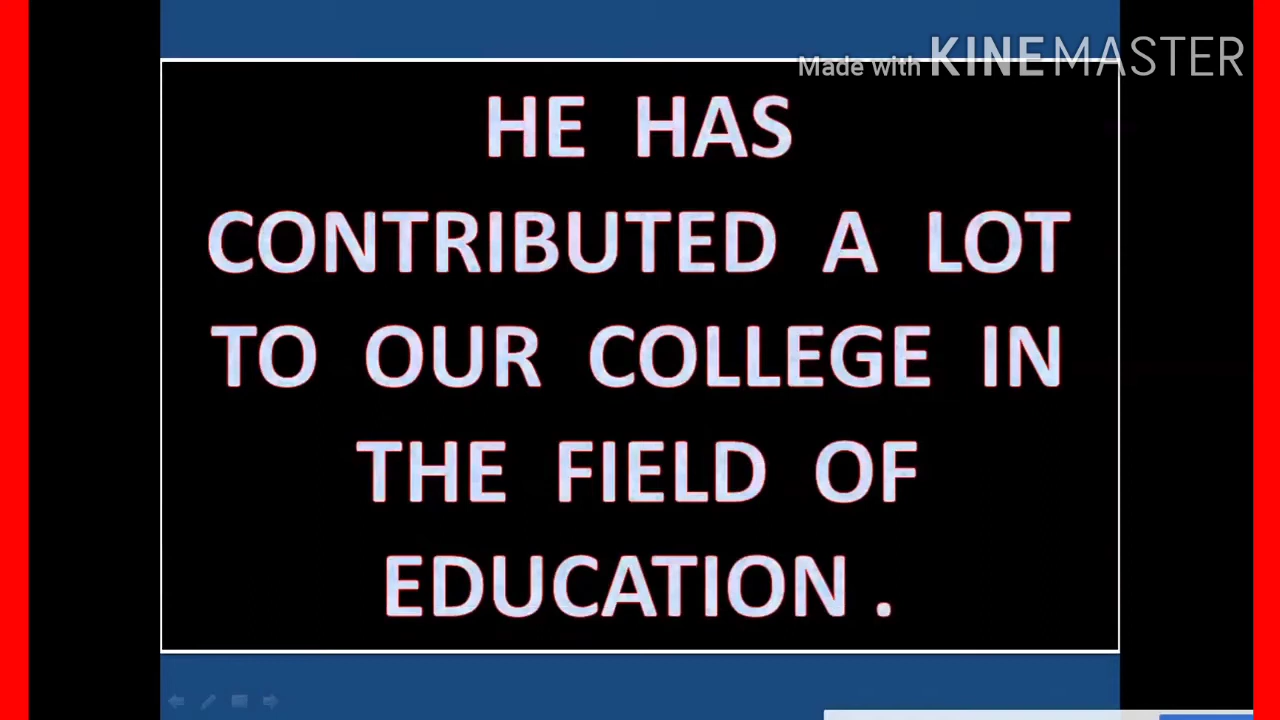 Made with KINEMASTER
HE HAS
CONTRIBUTED A LOT
TO OUR COLLEGE IN
THE FIELD OF
EDUCATION .